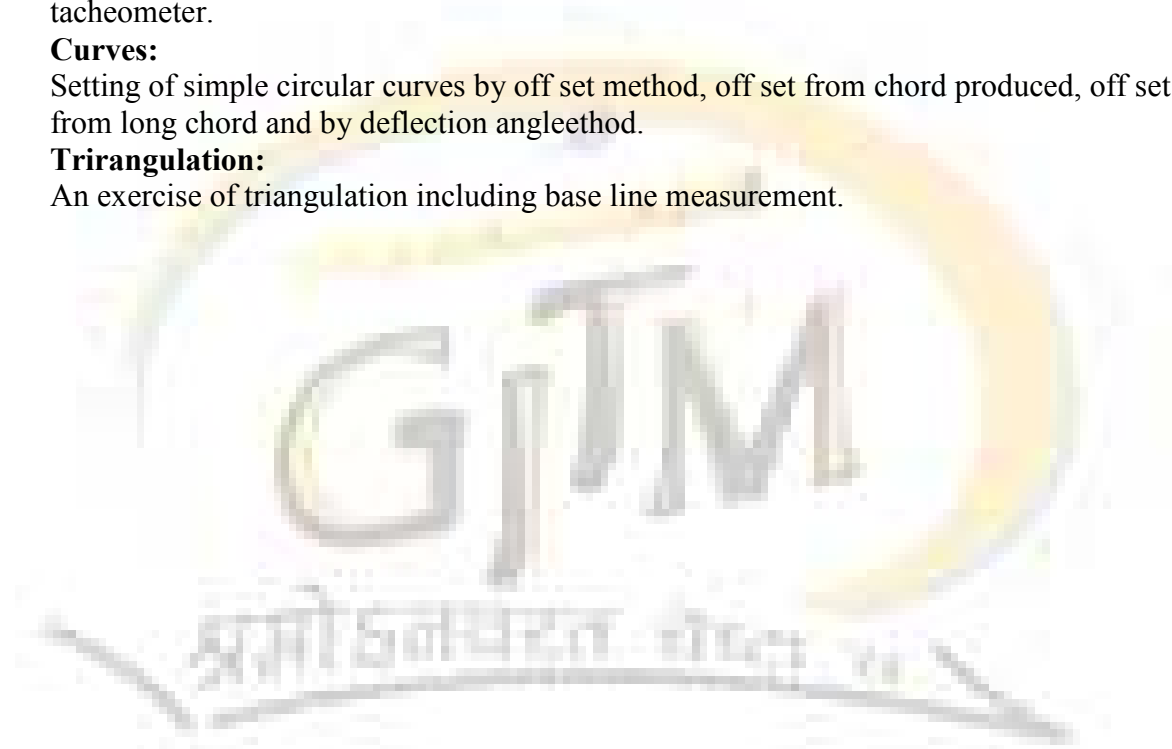 tacheometer.
Curves:
Setting of simple circular curves by off set method, off set from chord produced, off set
from long chord and by deflection angleethod.
Trirangulation:
An exercise of triangulation including base line measurement.
GITM